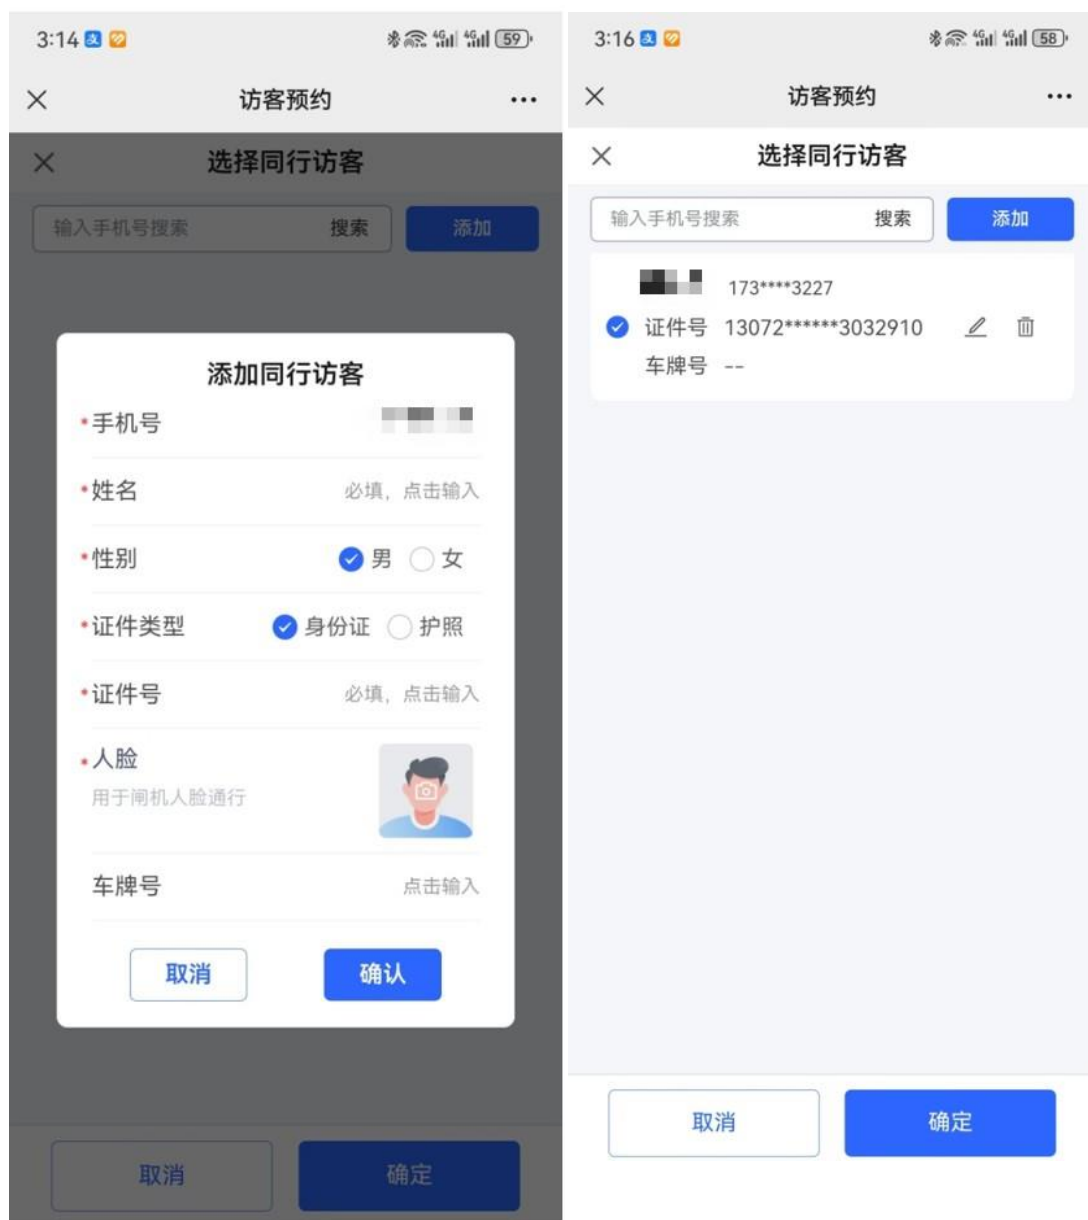 3:14
4G 4G 59
访客预约
选择同行访客
输入手机号搜索 搜索 添加
添加同行访客
*手机号
*姓名 必填，点击输入
*性别 男 女
*证件类型 身份证 护照
*证件号 必填，点击输入
*人脸
用于闸机人脸通行
车牌号 点击输入
取消 确认
取消 确定
3:16
4G 4G 58
访客预约
选择同行访客
输入手机号搜索 搜索 添加
173****3227
证件号 13072******3032910
车牌号 --
取消 确定